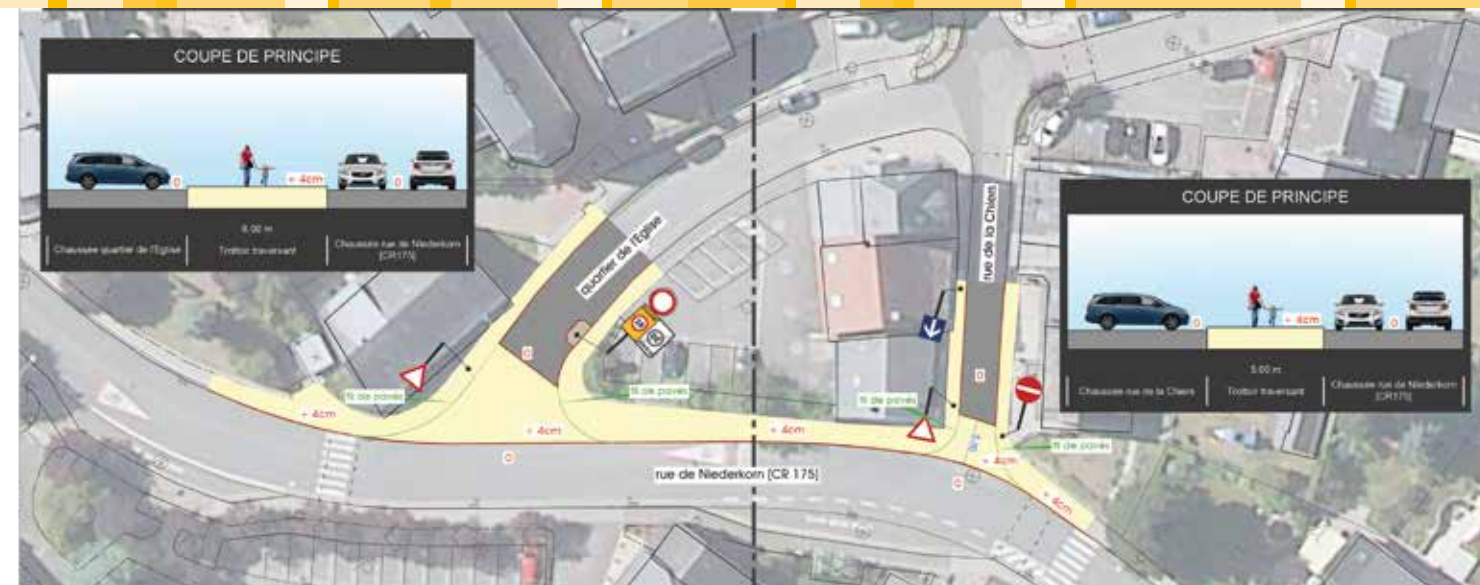 COUPE DE PRINCIPE
0
+ 4cm
0
6.00 m
Chaussée quartier de l'Eglise
Trottoir traversant
Chaussée rue de Niederkorn
[CR175]
COUPE DE PRINCIPE
0
+ 4cm
0
5.00 m
Chaussée rue de la Chiers
Trottoir traversant
Chaussée rue de Niederkorn
[CR175]
quartier de l'Eglise
rue de la Chiers
0
0
fil de pavés
fil de pavés
fil de pavés
fil de pavés
+ 4cm
+ 4cm
+ 4cm
+ 4cm
+ 4cm
0
0
rue de Niederkorn [CR 175]